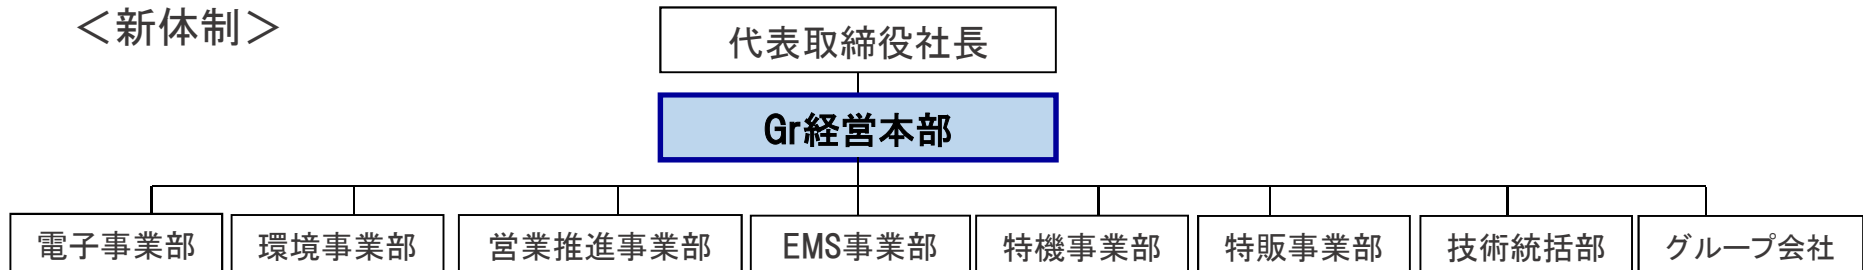 ＜新体制＞
代表取締役社長
Gr経営本部
電子事業部
環境事業部
営業推進事業部
EMS事業部
特機事業部
特販事業部
技術統括部
グループ会社